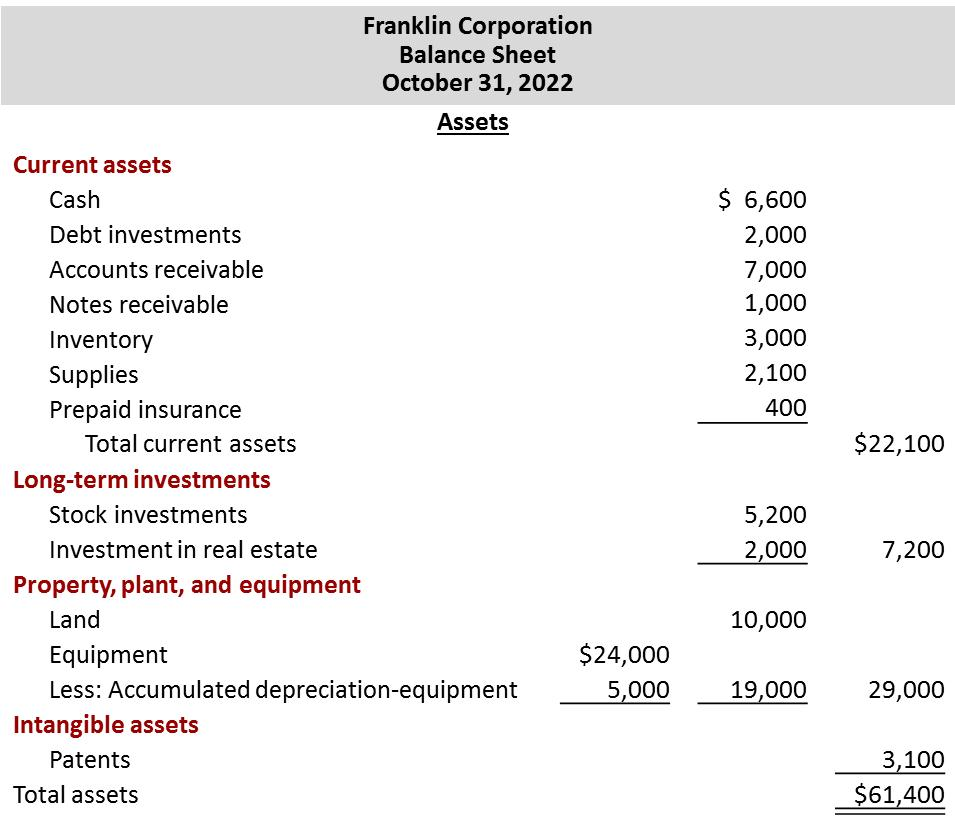 Franklin Corporation
Balance Sheet
October 31, 2022
Assets
Current assets
Cash $ 6,600
Debt investments 2,000
Accounts receivable 7,000
Notes receivable 1,000
Inventory 3,000
Supplies 2,100
Prepaid insurance 400
Total current assets $22,100
Long-term investments
Stock investments 5,200
Investment in real estate 2,000 7,200
Property, plant, and equipment
Land 10,000
Equipment $24,000
Less: Accumulated depreciation-equipment 5,000 19,000 29,000
Intangible assets
Patents 3,100
Total assets $61,400